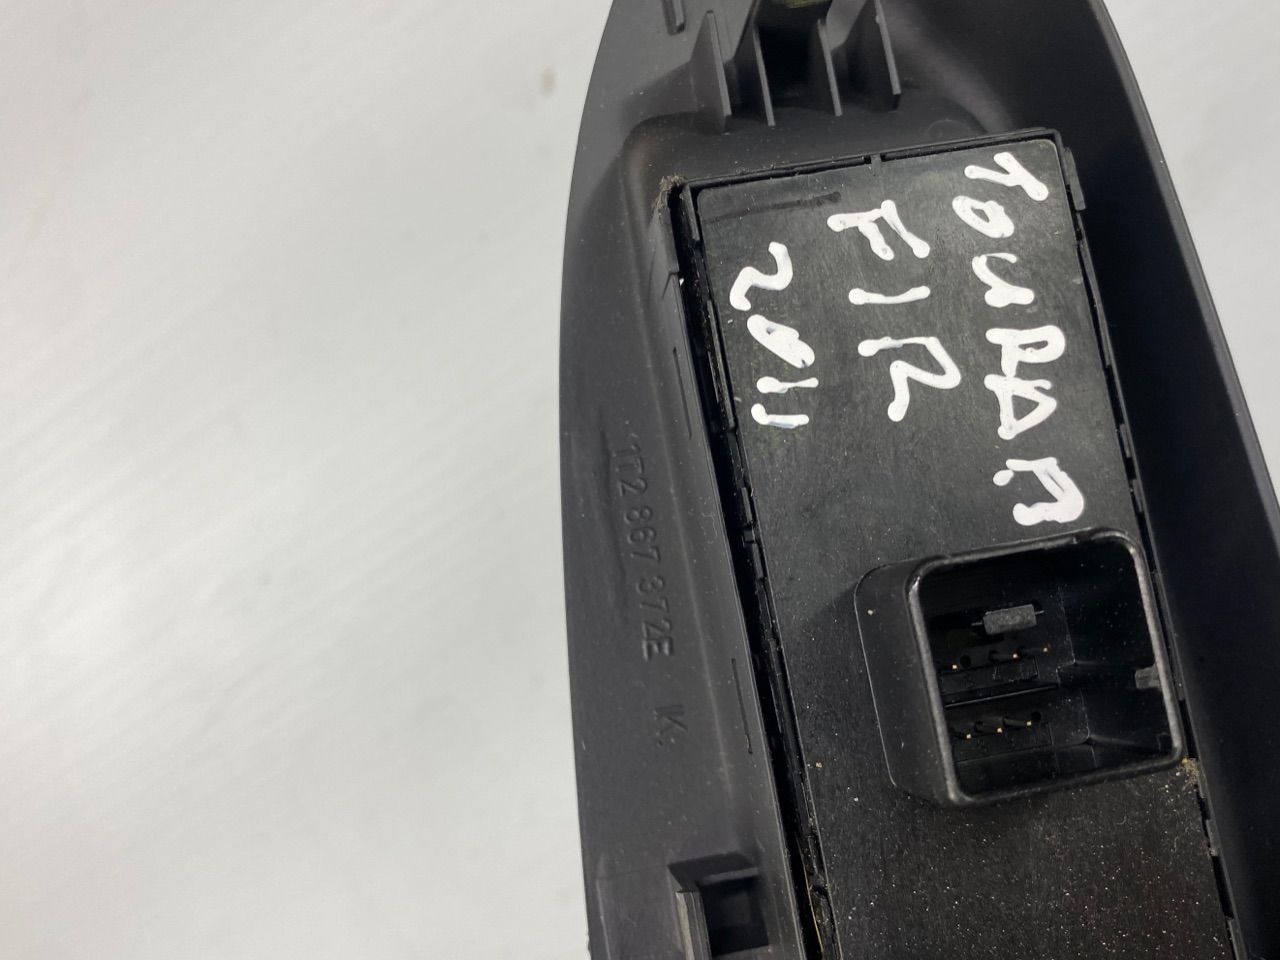 TOURAN
F/R
2011
1T2 867 372E K.